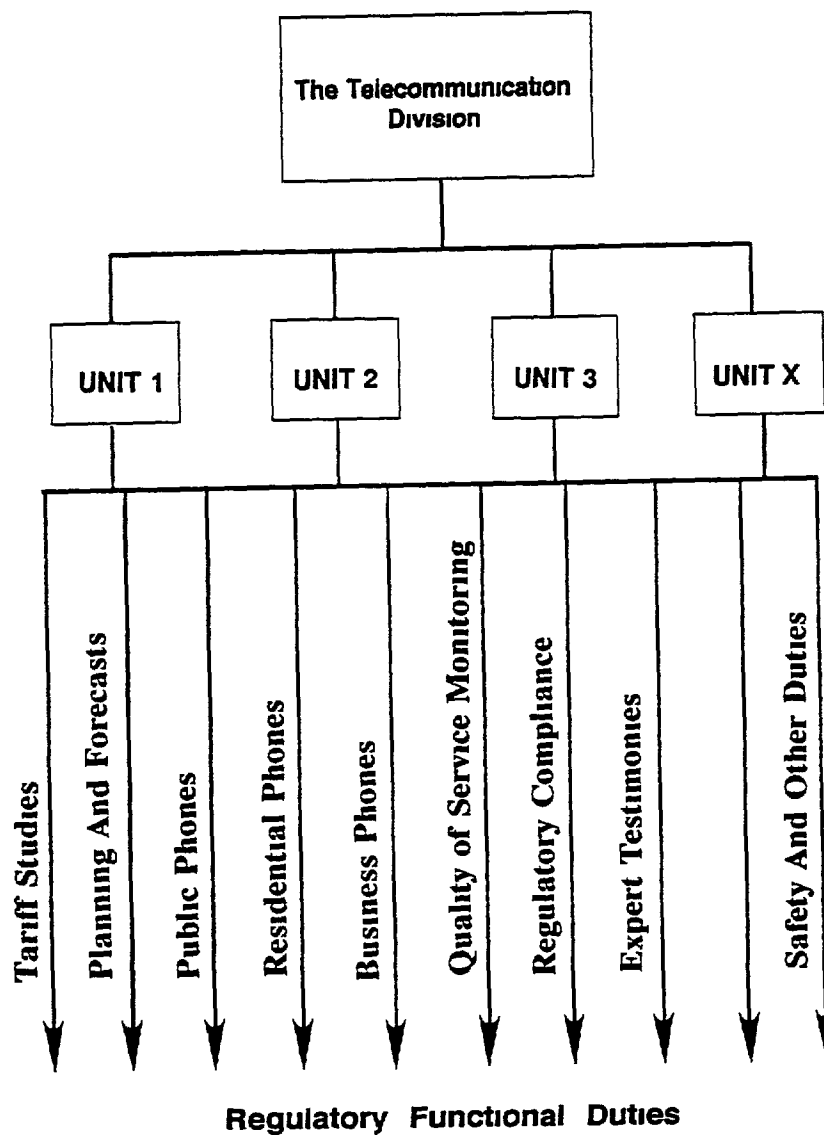 The Telecommunication
Division
UNIT 1
UNIT 2
UNIT 3
UNIT X
Tariff Studies
Planning And Forecasts
Public Phones
Residential Phones
Business Phones
Quality of Service Monitoring
Regulatory Compliance
Expert Testimonies
Safety And Other Duties
Regulatory Functional Duties